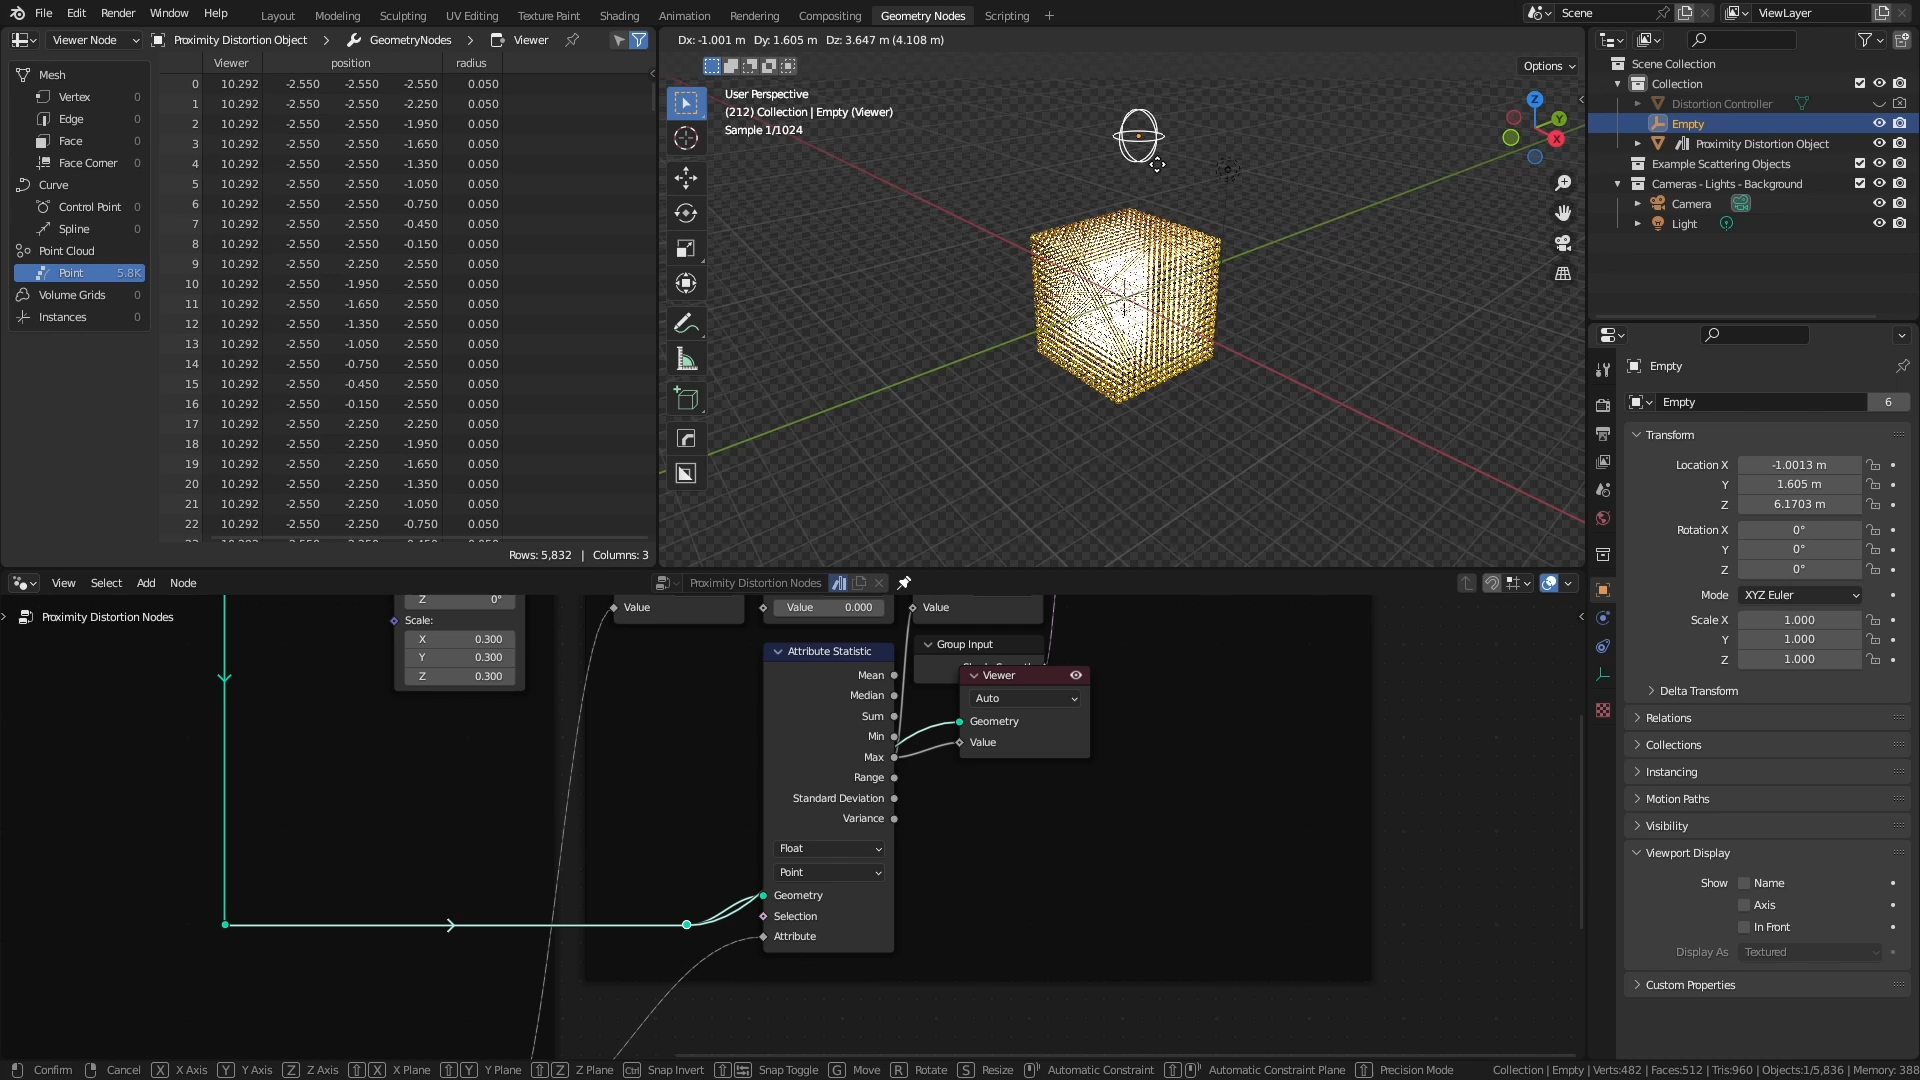 File Edit Render Window Help Layout Modeling Sculpting UV Editing Texture Paint Shading Animation Rendering Compositing Geometry Nodes Scripting + Scene ViewLayer
Viewer Node Proximity Distortion Object > GeometryNodes > Viewer
Dx: -1.001 m Dy: 1.605 m Dz: 3.647 m (4.108 m)
Options
User Perspective
(212) Collection | Empty (Viewer)
Sample 1/1024
Mesh
Vertex 0
Edge 0
Face 0
Face Corner 0
Curve
Control Point 0
Spline 0
Point Cloud
Point 5.8K
Volume Grids 0
Instances 0
Viewer position radius
0 10.292 -2.550 -2.550 -2.550 0.050
1 10.292 -2.550 -2.550 -2.250 0.050
2 10.292 -2.550 -2.550 -1.950 0.050
3 10.292 -2.550 -2.550 -1.650 0.050
4 10.292 -2.550 -2.550 -1.350 0.050
5 10.292 -2.550 -2.550 -1.050 0.050
6 10.292 -2.550 -2.550 -0.750 0.050
7 10.292 -2.550 -2.550 -0.450 0.050
8 10.292 -2.550 -2.550 -0.150 0.050
9 10.292 -2.550 -2.250 -2.550 0.050
10 10.292 -2.550 -1.950 -2.550 0.050
11 10.292 -2.550 -1.650 -2.550 0.050
12 10.292 -2.550 -1.350 -2.550 0.050
13 10.292 -2.550 -1.050 -2.550 0.050
14 10.292 -2.550 -0.750 -2.550 0.050
15 10.292 -2.550 -0.450 -2.550 0.050
16 10.292 -2.550 -0.150 -2.550 0.050
17 10.292 -2.550 -2.250 -2.250 0.050
18 10.292 -2.550 -2.250 -1.950 0.050
19 10.292 -2.550 -2.250 -1.650 0.050
20 10.292 -2.550 -2.250 -1.350 0.050
21 10.292 -2.550 -2.250 -1.050 0.050
22 10.292 -2.550 -2.250 -0.750 0.050
Rows: 5,832 | Columns: 3
Z
Y
X
Scene Collection
Collection
Distortion Controller
Empty
Proximity Distortion Object
Example Scattering Objects
Cameras - Lights - Background
Camera
Light
Empty
Empty 6
Transform
Location X -1.0013 m
Y 1.605 m
Z 6.1703 m
Rotation X 0°
Y 0°
Z 0°
Mode XYZ Euler
Scale X 1.000
Y 1.000
Z 1.000
Delta Transform
Relations
Collections
Instancing
Motion Paths
Visibility
Viewport Display
Show Name
Axis
In Front
Display As Textured
Custom Properties
View Select Add Node Proximity Distortion Nodes
Proximity Distortion Nodes
Z 0°
Scale:
X 0.300
Y 0.300
Z 0.300
Value
Value 0.000
Value
Group Input
Attribute Statistic
Mean
Median
Sum
Min
Max
Range
Standard Deviation
Variance
Float
Point
Geometry
Selection
Attribute
Viewer
Auto
Geometry
Value
Confirm Cancel X X Axis Y Y Axis Z Z Axis X X Plane Y Y Plane Z Z Plane Ctrl Snap Invert Snap Toggle G Move R Rotate S Resize Automatic Constraint Automatic Constraint Plane Precision Mode Collection | Empty | Verts:482 | Faces:512 | Tris:960 | Objects:1/5,836 | Memory: 388